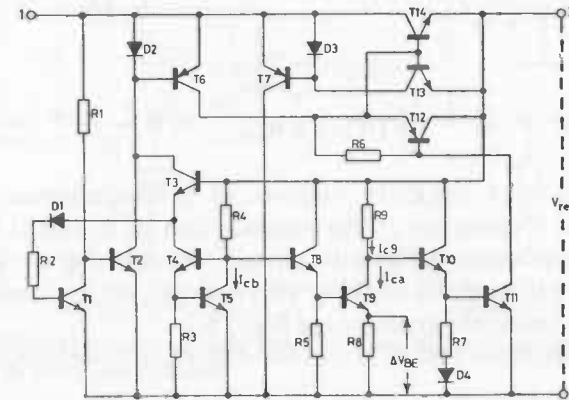 1
T14
D2
D3
T6
T7
T13
T12
R1
R6
T3
D1
R4
R9
V re
Ic9
R2
T2
T4
T8
T10
Icb
Ica
T1
T5
T9
T11
R3
R5
R8
R7
ΔVBE
D4